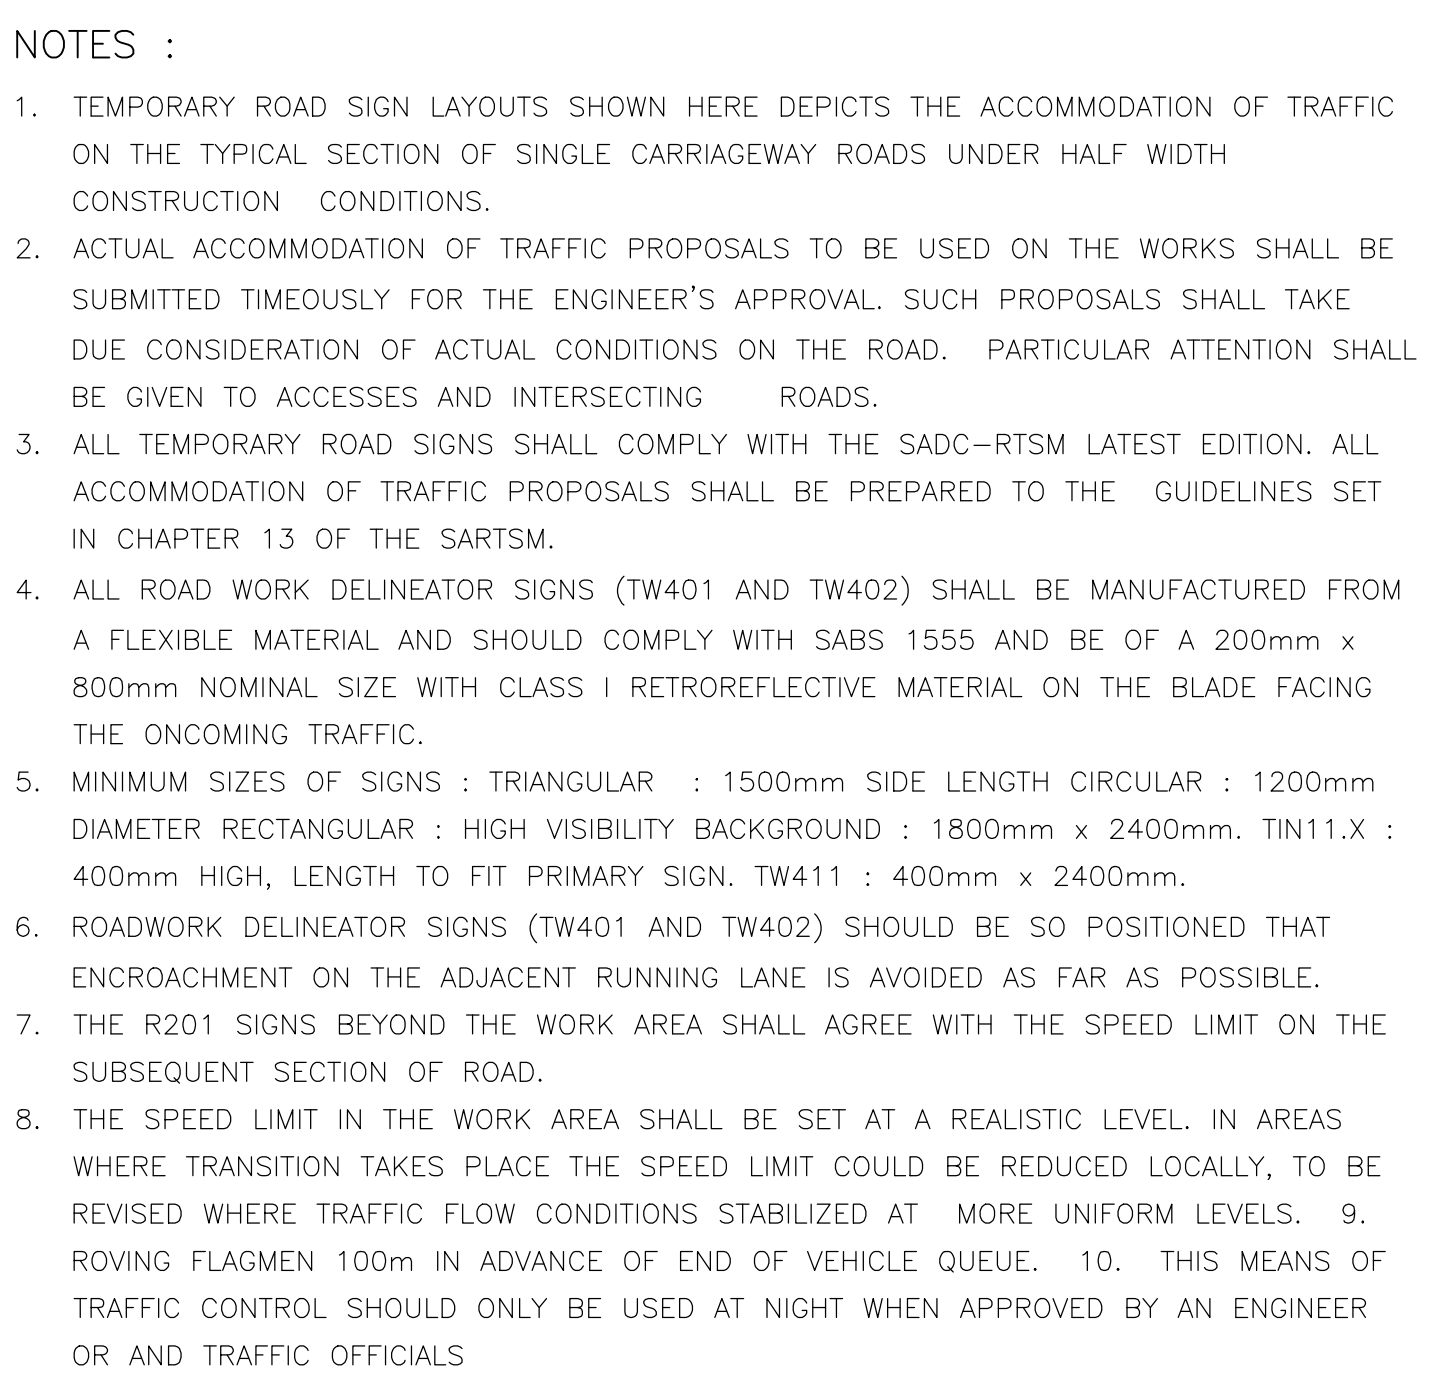 NOTES :
1. TEMPORARY ROAD SIGN LAYOUTS SHOWN HERE DEPICTS THE ACCOMMODATION OF TRAFFIC
ON THE TYPICAL SECTION OF SINGLE CARRIAGEWAY ROADS UNDER HALF WIDTH
CONSTRUCTION CONDITIONS.
2. ACTUAL ACCOMMODATION OF TRAFFIC PROPOSALS TO BE USED ON THE WORKS SHALL BE
SUBMITTED TIMEOUSLY FOR THE ENGINEER'S APPROVAL. SUCH PROPOSALS SHALL TAKE
DUE CONSIDERATION OF ACTUAL CONDITIONS ON THE ROAD. PARTICULAR ATTENTION SHALL
BE GIVEN TO ACCESSES AND INTERSECTING ROADS.
3. ALL TEMPORARY ROAD SIGNS SHALL COMPLY WITH THE SADC-RTSM LATEST EDITION. ALL
ACCOMMODATION OF TRAFFIC PROPOSALS SHALL BE PREPARED TO THE GUIDELINES SET
IN CHAPTER 13 OF THE SARTSM.
4. ALL ROAD WORK DELINEATOR SIGNS (TW401 AND TW402) SHALL BE MANUFACTURED FROM
A FLEXIBLE MATERIAL AND SHOULD COMPLY WITH SABS 1555 AND BE OF A 200mm x
800mm NOMINAL SIZE WITH CLASS I RETROREFLECTIVE MATERIAL ON THE BLADE FACING
THE ONCOMING TRAFFIC.
5. MINIMUM SIZES OF SIGNS : TRIANGULAR : 1500mm SIDE LENGTH CIRCULAR : 1200mm
DIAMETER RECTANGULAR : HIGH VISIBILITY BACKGROUND : 1800mm x 2400mm. TIN11.X :
400mm HIGH, LENGTH TO FIT PRIMARY SIGN. TW411 : 400mm x 2400mm.
6. ROADWORK DELINEATOR SIGNS (TW401 AND TW402) SHOULD BE SO POSITIONED THAT
ENCROACHMENT ON THE ADJACENT RUNNING LANE IS AVOIDED AS FAR AS POSSIBLE.
7. THE R201 SIGNS BEYOND THE WORK AREA SHALL AGREE WITH THE SPEED LIMIT ON THE
SUBSEQUENT SECTION OF ROAD.
8. THE SPEED LIMIT IN THE WORK AREA SHALL BE SET AT A REALISTIC LEVEL. IN AREAS
WHERE TRANSITION TAKES PLACE THE SPEED LIMIT COULD BE REDUCED LOCALLY, TO BE
REVISED WHERE TRAFFIC FLOW CONDITIONS STABILIZED AT MORE UNIFORM LEVELS. 9.
ROVING FLAGMEN 100m IN ADVANCE OF END OF VEHICLE QUEUE. 10. THIS MEANS OF
TRAFFIC CONTROL SHOULD ONLY BE USED AT NIGHT WHEN APPROVED BY AN ENGINEER
OR AND TRAFFIC OFFICIALS